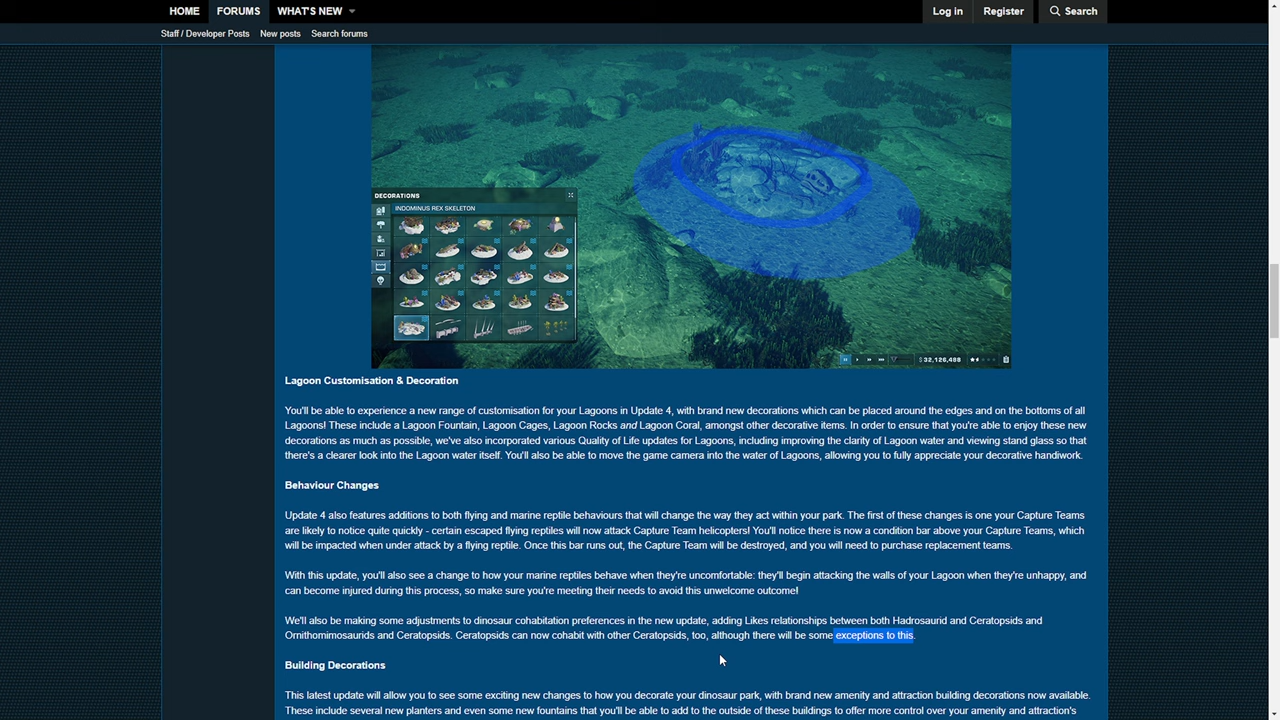 HOME FORUMS WHAT'S NEW Log in Register Search
Staff / Developer Posts New posts Search forums
DECORATIONS
INDOMINUS REX SKELETON
$32,126,488
Lagoon Customisation & Decoration
You'll be able to experience a new range of customisation for your Lagoons in Update 4, with brand new decorations which can be placed around the edges and on the bottoms of all
Lagoons! These include a Lagoon Fountain, Lagoon Cages, Lagoon Rocks and Lagoon Coral, amongst other decorative items. In order to ensure that you're able to enjoy these new
decorations as much as possible, we've also incorporated various Quality of Life updates for Lagoons, including improving the clarity of Lagoon water and viewing stand glass so that
there's a clearer look into the Lagoon water itself. You'll also be able to move the game camera into the water of Lagoons, allowing you to fully appreciate your decorative handiwork.
Behaviour Changes
Update 4 also features additions to both flying and marine reptile behaviours that will change the way they act within your park. The first of these changes is one your Capture Teams
are likely to notice quite quickly - certain escaped flying reptiles will now attack Capture Team helicopters! You'll notice there is now a condition bar above your Capture Teams, which
will be impacted when under attack by a flying reptile. Once this bar runs out, the Capture Team will be destroyed, and you will need to purchase replacement teams.
With this update, you'll also see a change to how your marine reptiles behave when they're uncomfortable: they'll begin attacking the walls of your Lagoon when they're unhappy, and
can become injured during this process, so make sure you're meeting their needs to avoid this unwelcome outcome!
We'll also be making some adjustments to dinosaur cohabitation preferences in the new update, adding Likes relationships between both Hadrosaurid and Ceratopsids and
Ornithomimosaurids and Ceratopsids. Ceratopsids can now cohabit with other Ceratopsids, too, although there will be some exceptions to this.
Building Decorations
This latest update will allow you to see some exciting new changes to how you decorate your dinosaur park, with brand new amenity and attraction building decorations now available.
These include several new planters and even some new fountains that you'll be able to add to the outside of these buildings to offer more control over your amenity and attraction's